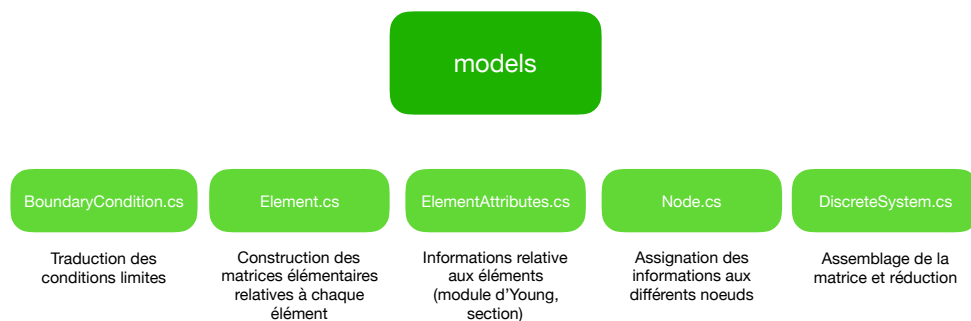 models
BoundaryCondition.cs
Element.cs
ElementAttributes.cs
Node.cs
DiscreteSystem.cs
Traduction des
conditions limites
Construction des
matrices élémentaires
relatives à chaque
élément
Informations relative
aux éléments
(module d'Young,
section)
Assignation des
informations aux
différents noeuds
Assemblage de la
matrice et réduction